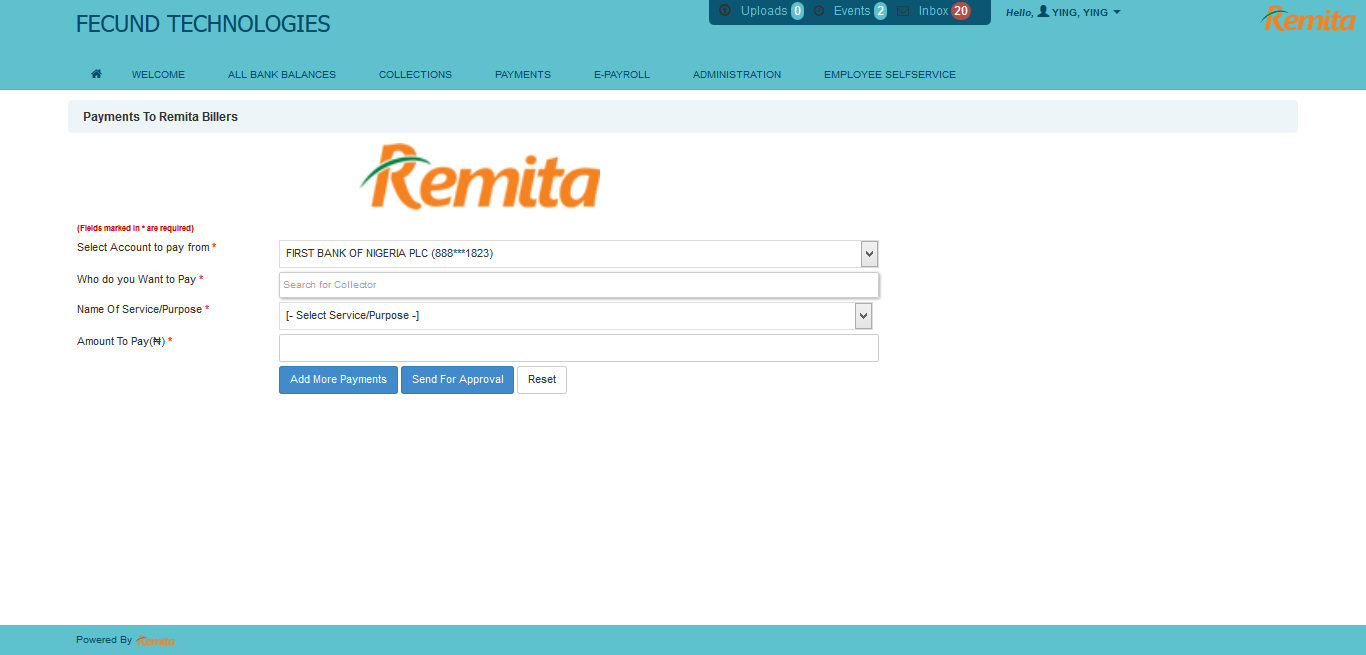 FECUND TECHNOLOGIES
Uploads 0 Events 2 Inbox 20
Hello, YING, YING
Remita
WELCOME ALL BANK BALANCES COLLECTIONS PAYMENTS E-PAYROLL ADMINISTRATION EMPLOYEE SELFSERVICE
Payments To Remita Billers
Remita
(Fields marked in * are required)
Select Account to pay from * FIRST BANK OF NIGERIA PLC (888***1823)
Who do you Want to Pay * Search for Collector
Name Of Service/Purpose * [- Select Service/Purpose -]
Amount To Pay(₦) *
Add More Payments Send For Approval Reset
Powered By Remita